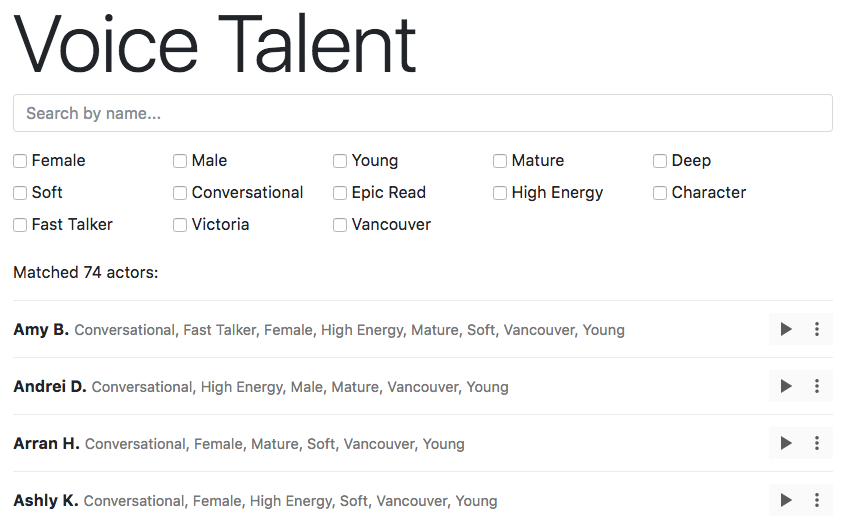 Voice Talent
Search by name...
Female Male Young Mature Deep
Soft Conversational Epic Read High Energy Character
Fast Talker Victoria Vancouver
Matched 74 actors:
Amy B. Conversational, Fast Talker, Female, High Energy, Mature, Soft, Vancouver, Young
Andrei D. Conversational, High Energy, Male, Mature, Vancouver, Young
Arran H. Conversational, Female, Mature, Soft, Vancouver, Young
Ashly K. Conversational, Female, High Energy, Soft, Vancouver, Young